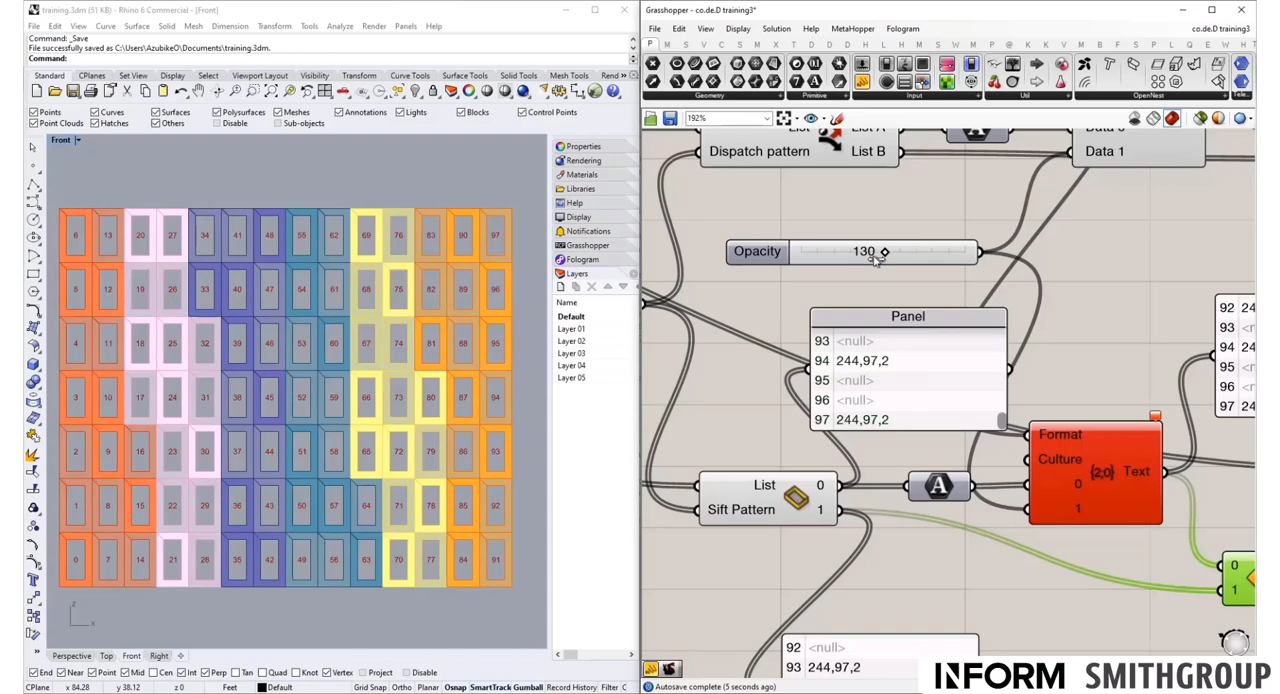 training.3dm (51 KB) - Rhino 6 Commercial - [Front]
File Edit View Curve Surface Solid Mesh Dimension Transform Tools Analyze Render Panels Help
Command: _Save
File successfully saved as C:\Users\AzubikeO\Documents\training.3dm.
Command:
Standard CPlanes Set View Display Select Viewport Layout Visibility Transform Curve Tools Surface Tools Solid Tools Mesh Tools Rend
Points Curves Surfaces Polysurfaces Meshes Annotations Lights Blocks Control Points
Point Clouds Hatches Others Disable Sub-objects
Front
6 13 20 27 34 41 48 55 62 69 76 83 90 97
5 12 19 26 33 40 47 54 61 68 75 82 89 96
4 11 18 25 32 39 46 53 60 67 74 81 88 95
3 10 17 24 31 38 45 52 59 66 73 80 87 94
2 9 16 23 30 37 44 51 58 65 72 79 86 93
1 8 15 22 29 36 43 50 57 64 71 78 85 92
0 7 14 21 28 35 42 49 56 63 70 77 84 91
z
x
Perspective Top Front Right
End Near Point Mid Cen Int Perp Tan Quad Knot Vertex Project Disable
CPlane x 84.28 y 38.12 z 0 Feet Default Grid Snap Ortho Planar Osnap SmartTrack Gumball Record History Filter C
Properties
Rendering
Materials
Libraries
Help
Display
Notifications
Grasshopper
Fologram
Layers
Name
Default
Layer 01
Layer 02
Layer 03
Layer 04
Layer 05
Grasshopper - co.de.D training3*
File Edit View Display Solution Help MetaHopper Fologram co.de.D training3
Geometry Primitive Input Util OpenNest Tele...
192%
Dispatch pattern
List A
List B
Data 1
Opacity 130
Panel
93 <null>
94 244,97,2
95 <null>
96 <null>
97 244,97,2
List 0
Sift Pattern 1
Format
Culture
0
1
{2;0}
Text
92 24
93 <n
94 24
95 <n
96 <n
97 24
0
1
92 <null>
93 244,97,2
Autosave complete (5 seconds ago)
INFORM SMITHGROUP